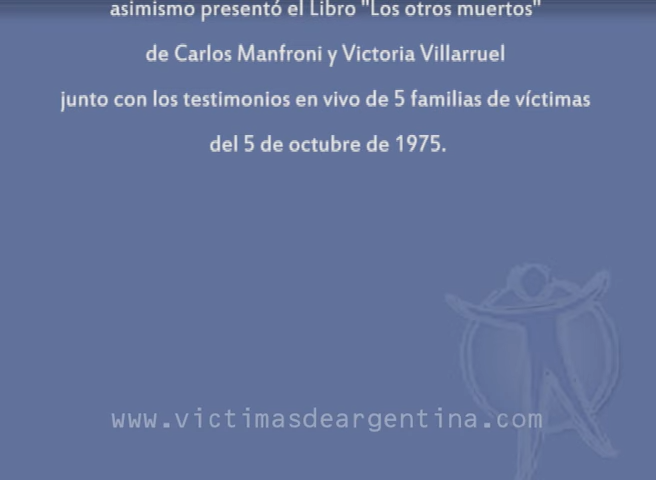 asimismo presentó el Libro "Los otros muertos"
de Carlos Manfroni y Victoria Villarruel
junto con los testimonios en vivo de 5 familias de víctimas
del 5 de octubre de 1975.
www.victimasdeargentina.com